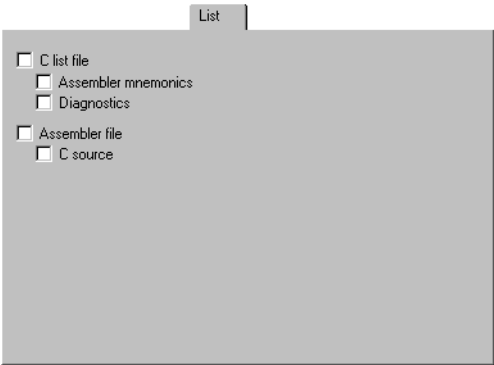 List
C list file
Assembler mnemonics
Diagnostics
Assembler file
C source